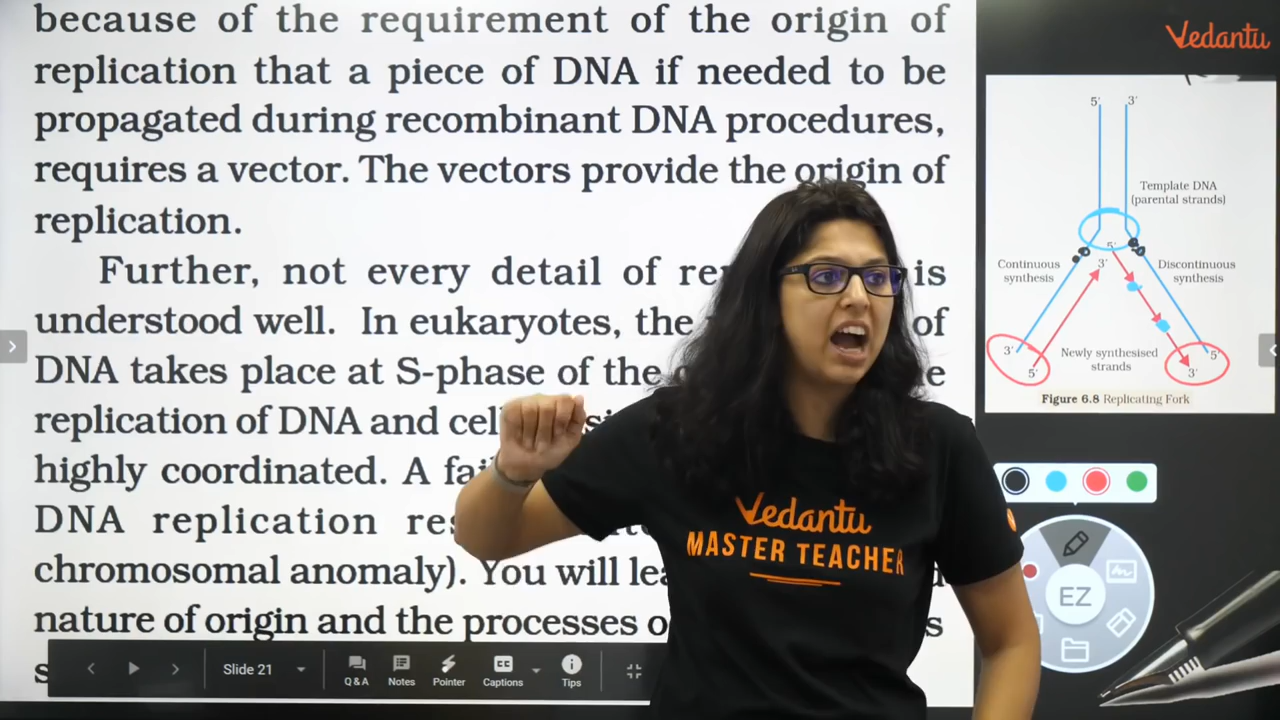 because of the requirement of the origin of
replication that a piece of DNA if needed to be
propagated during recombinant DNA procedures,
requires a vector. The vectors provide the origin of
replication.
Further, not every detail of is
understood well. In eukaryotes, the of
DNA takes place at S-phase of the
replication of DNA and cell
highly coordinated. A
DNA replication
chromosomal anomaly). You will
nature of origin and the processes
Slide 21
Q & A
Notes
Pointer
CC
Captions
Tips
Vedantu
MASTER TEACHER
Vedantu
5' 3'
Template DNA
(parental strands)
5'
3'
Continuous
synthesis
Discontinuous
synthesis
Newly synthesised
strands
3'
5'
5'
3'
Figure 6.8 Replicating Fork
EZ